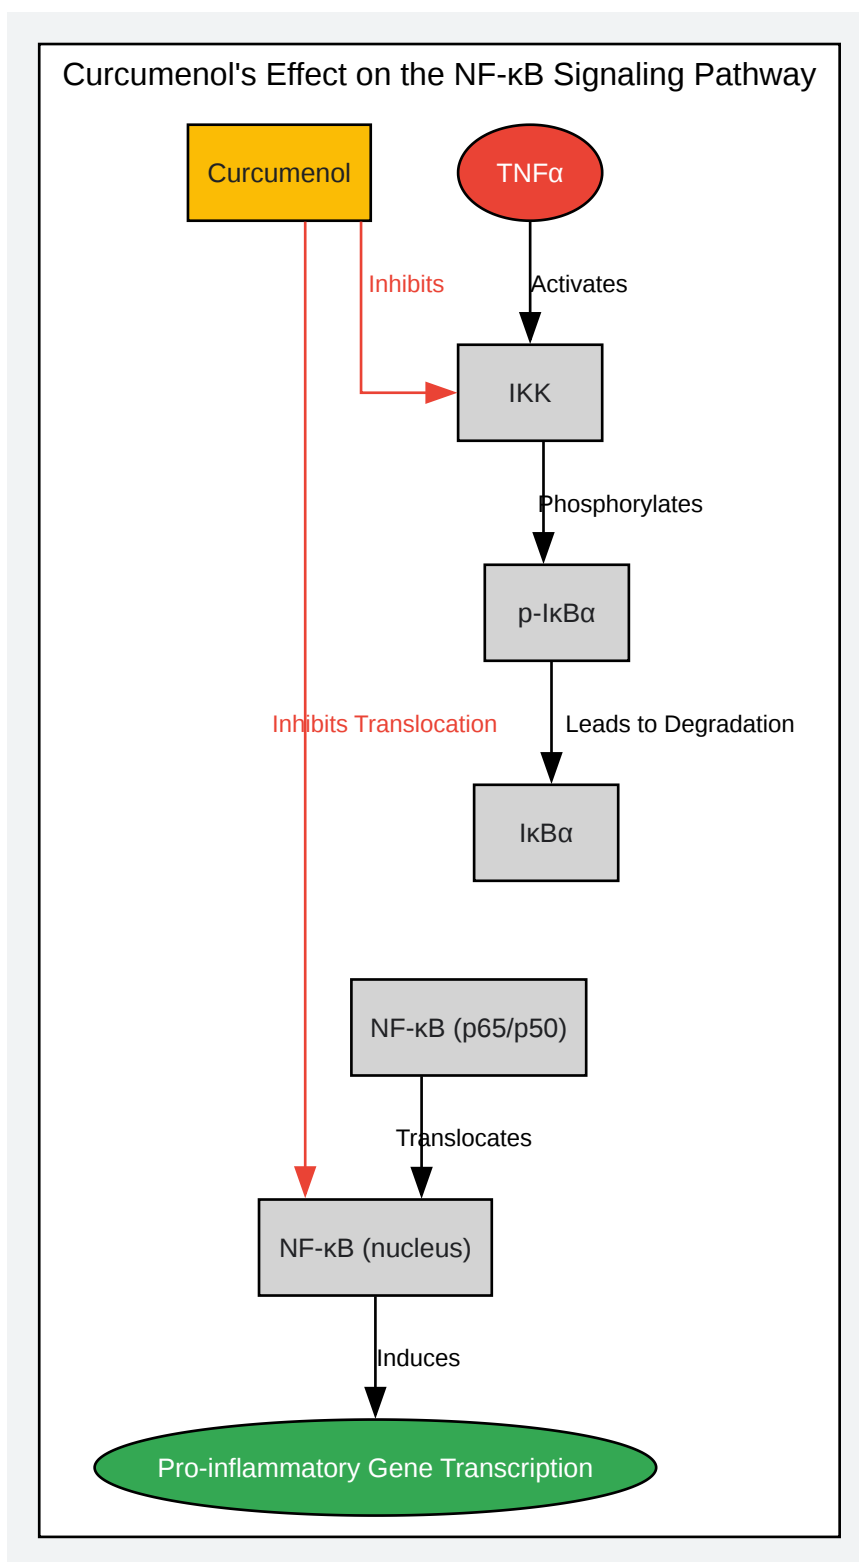 Curcumenol's Effect on the NF-κB Signaling Pathway
Curcumenol
TNFα
Inhibits
Activates
IKK
Phosphorylates
p-IκBα
Inhibits Translocation
Leads to Degradation
IκBα
NF-κB (p65/p50)
Translocates
NF-κB (nucleus)
Induces
Pro-inflammatory Gene Transcription